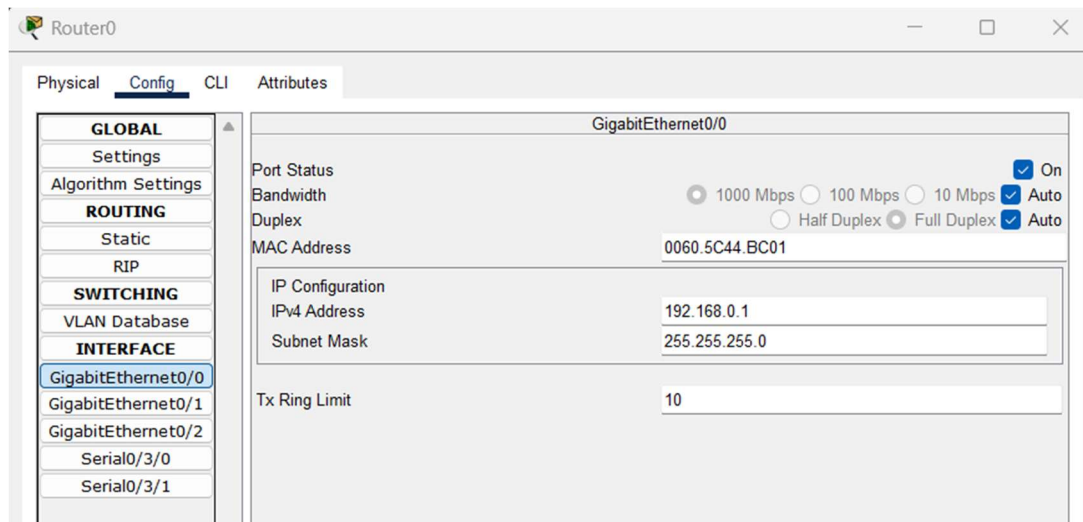 Router0
Physical Config CLI Attributes
GLOBAL
Settings
Algorithm Settings
ROUTING
Static
RIP
SWITCHING
VLAN Database
INTERFACE
GigabitEthernet0/0
GigabitEthernet0/1
GigabitEthernet0/2
Serial0/3/0
Serial0/3/1
GigabitEthernet0/0
Port Status On
Bandwidth 1000 Mbps 100 Mbps 10 Mbps Auto
Duplex Half Duplex Full Duplex Auto
MAC Address 0060.5C44.BC01
IP Configuration
IPv4 Address 192.168.0.1
Subnet Mask 255.255.255.0
Tx Ring Limit 10